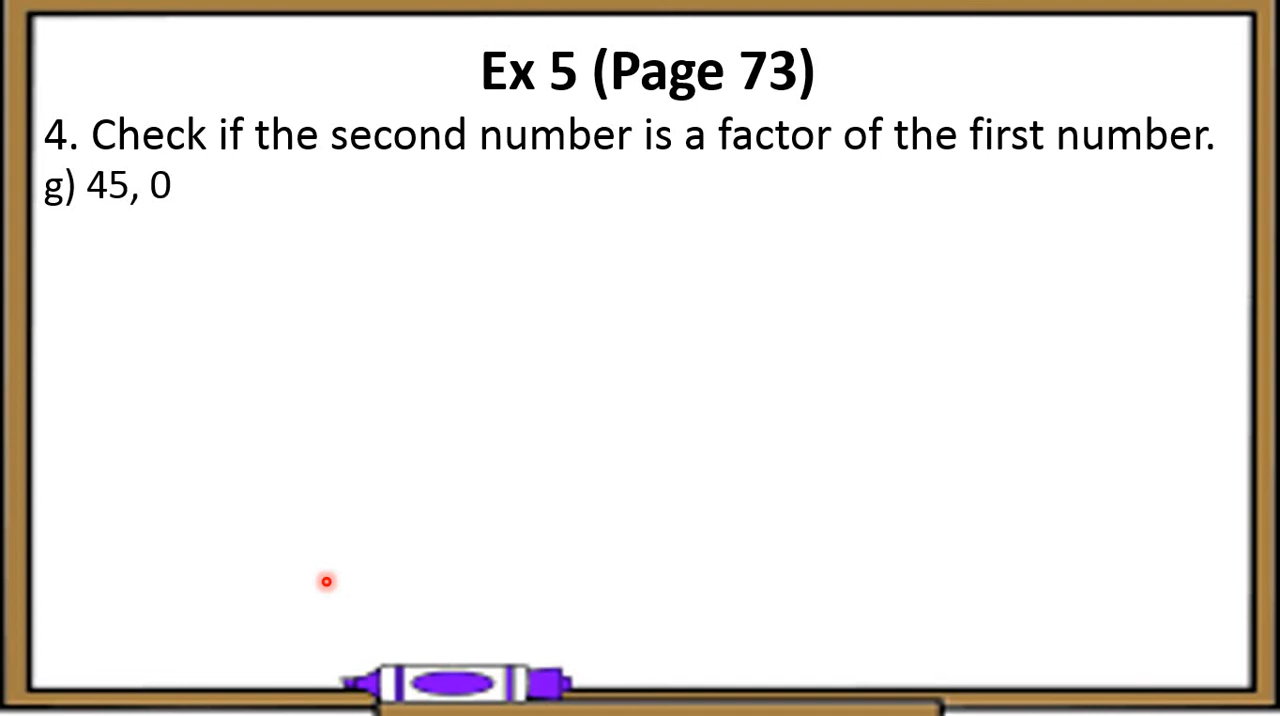 Ex 5 (Page 73)
4. Check if the second number is a factor of the first number.
g) 45, 0